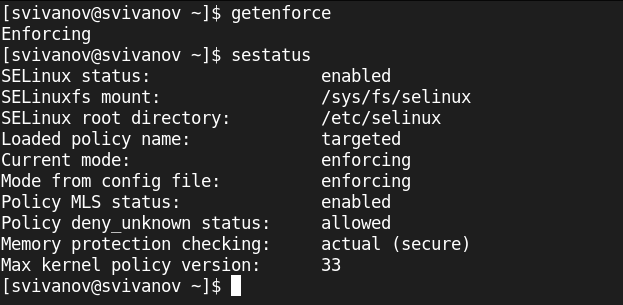 [svivanov@svivanov ~]$ getenforce
Enforcing
[svivanov@svivanov ~]$ sestatus
SELinux status:                 enabled
SELinuxfs mount:                /sys/fs/selinux
SELinux root directory:         /etc/selinux
Loaded policy name:             targeted
Current mode:                   enforcing
Mode from config file:          enforcing
Policy MLS status:              enabled
Policy deny_unknown status:     allowed
Memory protection checking:     actual (secure)
Max kernel policy version:      33
[svivanov@svivanov ~]$